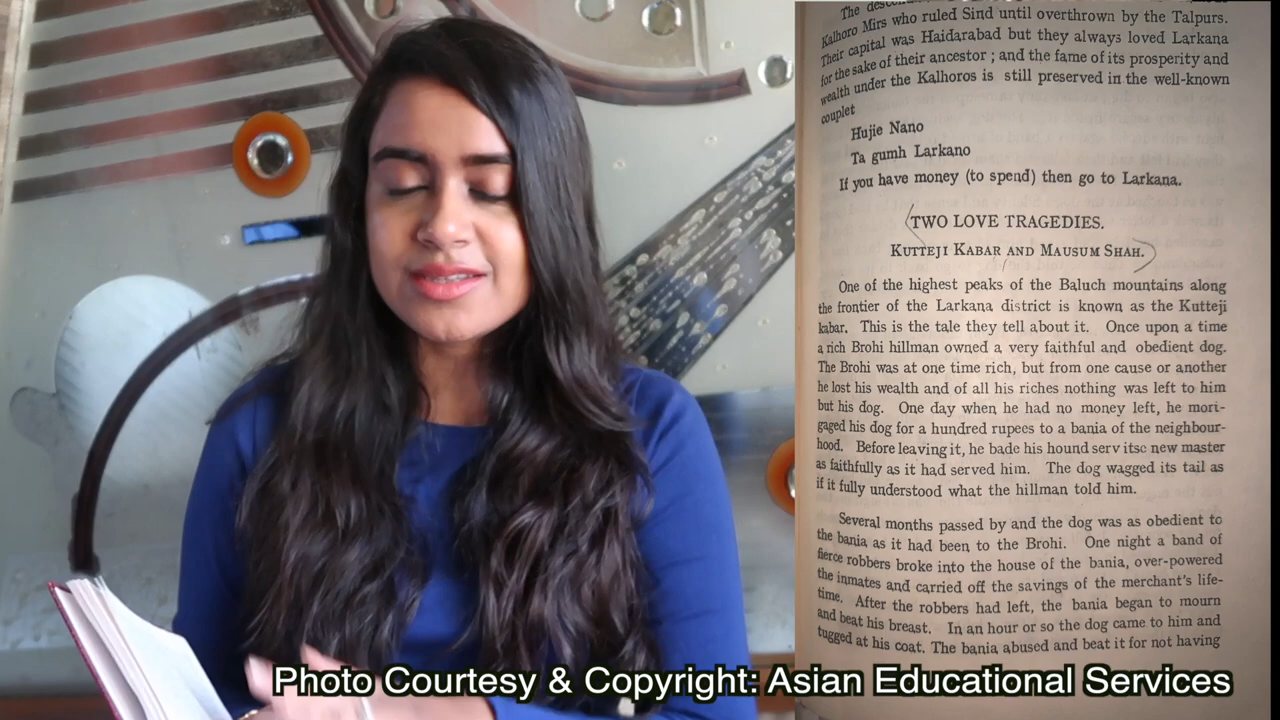 The
Kalhoro Mirs who ruled Sind until overthrown by the Talpurs.
Their capital was Haidarabad but they always loved Larkana
for the sake of their ancestor ; and the fame of its prosperity and
wealth under the Kalhoros is still preserved in the well-known
couplet
Hujie Nano
Ta gumh Larkano
If you have money (to spend) then go to Larkana.
TWO LOVE TRAGEDIES.
KUTTEJI KABAR AND MAUSUM SHAH.
One of the highest peaks of the Baluch mountains along
the frontier of the Larkana district is known as the Kutteji
kabar. This is the tale they tell about it. Once upon a time
a rich Brohi hillman owned a very faithful and obedient dog.
The Brohi was at one time rich, but from one cause or another
he lost his wealth and of all his riches nothing was left to him
but his dog. One day when he had no money left, he mort-
gaged his dog for a hundred rupees to a bania of the neighbour-
hood. Before leaving it, he bade his hound serv itse new master
as faithfully as it had served him. The dog wagged its tail as
if it fully understood what the hillman told him.
Several months passed by and the dog was as obedient to
the bania as it had been to the Brohi. One night a band of
fierce robbers broke into the house of the bania, over-powered
the inmates and carried off the savings of the merchant's life-
time. After the robbers had left, the bania began to mourn
and beat his breast. In an hour or so the dog came to him and
tugged at his coat. The bania abused and beat it for not having
Photo Courtesy & Copyright: Asian Educational Services